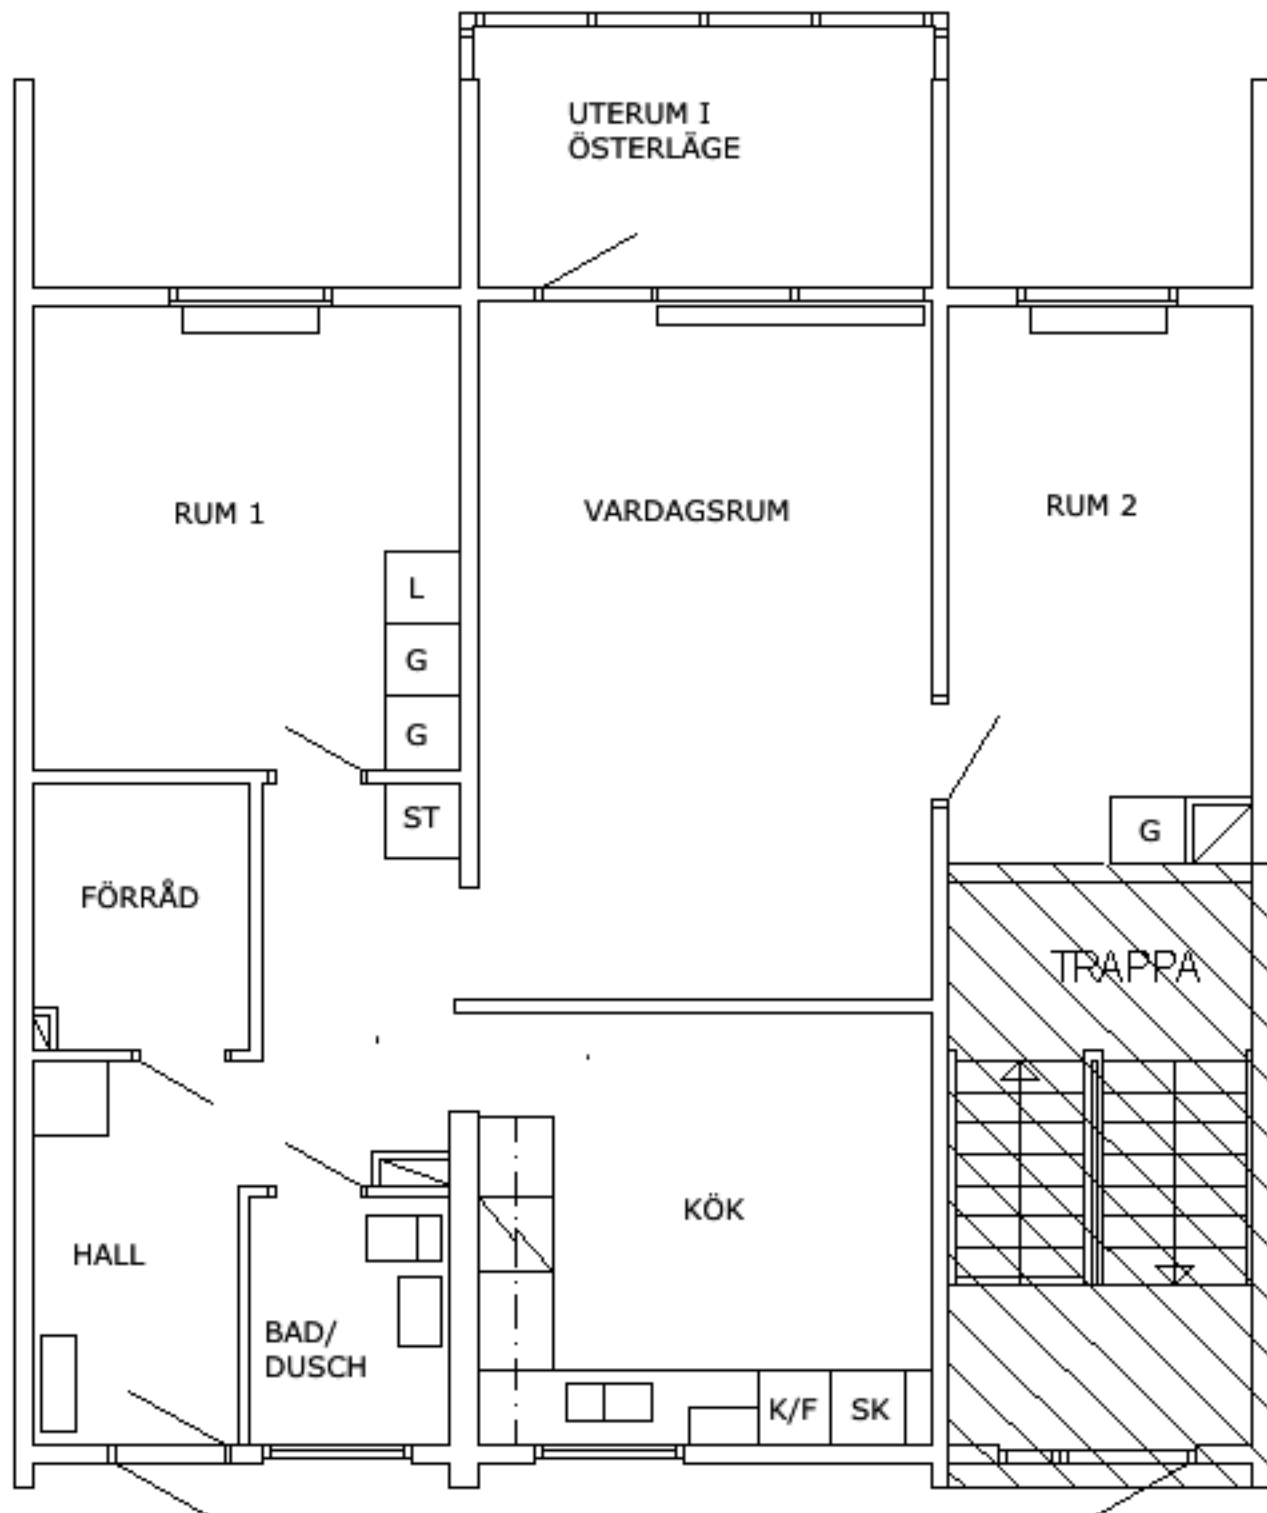 UTERUM I
ÖSTERLÄGE
RUM 1
VARDAGSRUM
RUM 2
L
G
G
ST
G
FÖRRÅD
TRAPPA
KÖK
HALL
BAD/
DUSCH
K/F
SK